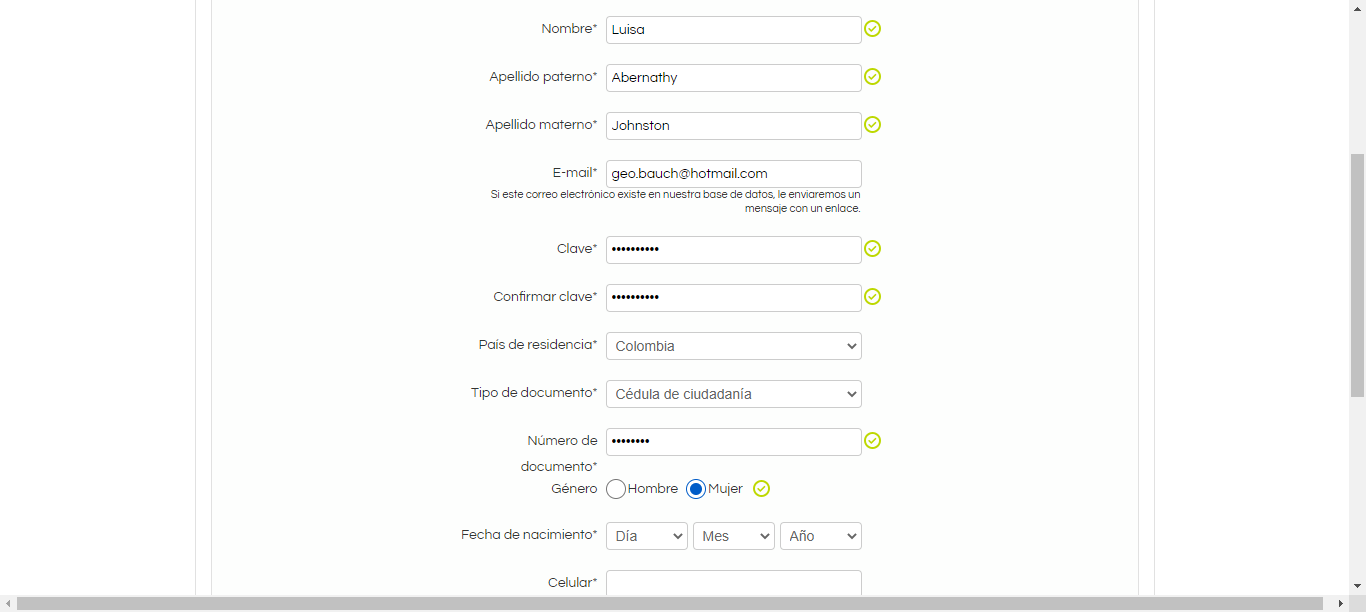 Nombre* Luisa
Apellido paterno* Abernathy
Apellido materno* Johnston
E-mail* geo.bauch@hotmail.com
Si este correo electrónico existe en nuestra base de datos, le enviaremos un
mensaje con un enlace.
Clave* ••••••••••
Confirmar clave* ••••••••••
País de residencia* Colombia
Tipo de documento* Cédula de ciudadanía
Número de ••••••••
documento*
Género Hombre Mujer
Fecha de nacimiento* Día Mes Año
Celular*